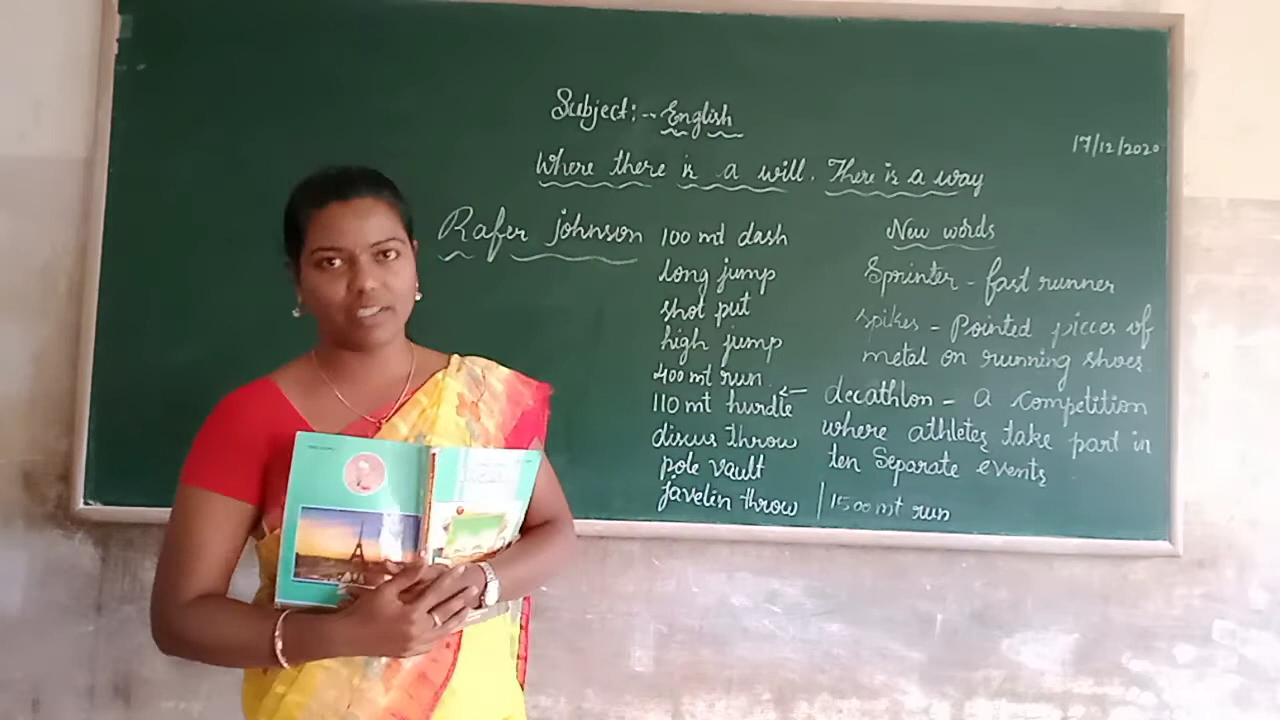 Subject:-- English
17/12/2020
Where there is a will. There is a way
Rafer johnson
100 mt dash
long jump
shot put
high jump
400 mt run
110 mt hurdle
discus throw
pole vault
javelin throw | 1500 mt run
New words
Sprinter - fast runner
spikes - Pointed pieces of
metal on running shoes.
← decathlon - a competition
where athletes take part in
ten Separate events